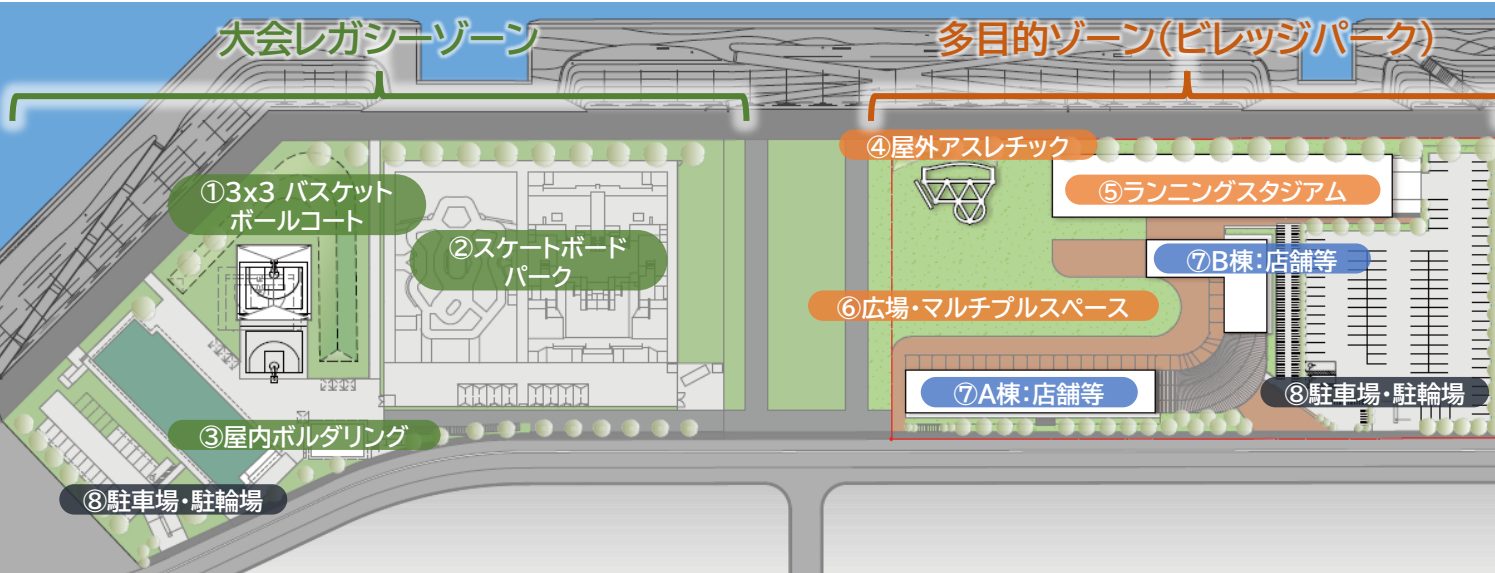 大会レガシーゾーン
多目的ゾーン(ビレッジパーク)
①3x3 バスケット
ボールコート
②スケートボード
パーク
③屋内ボルダリング
⑧駐車場・駐輪場
④屋外アスレチック
⑤ランニングスタジアム
⑦B棟:店舗等
⑥広場・マルチプルスペース
⑦A棟:店舗等
⑧駐車場・駐輪場